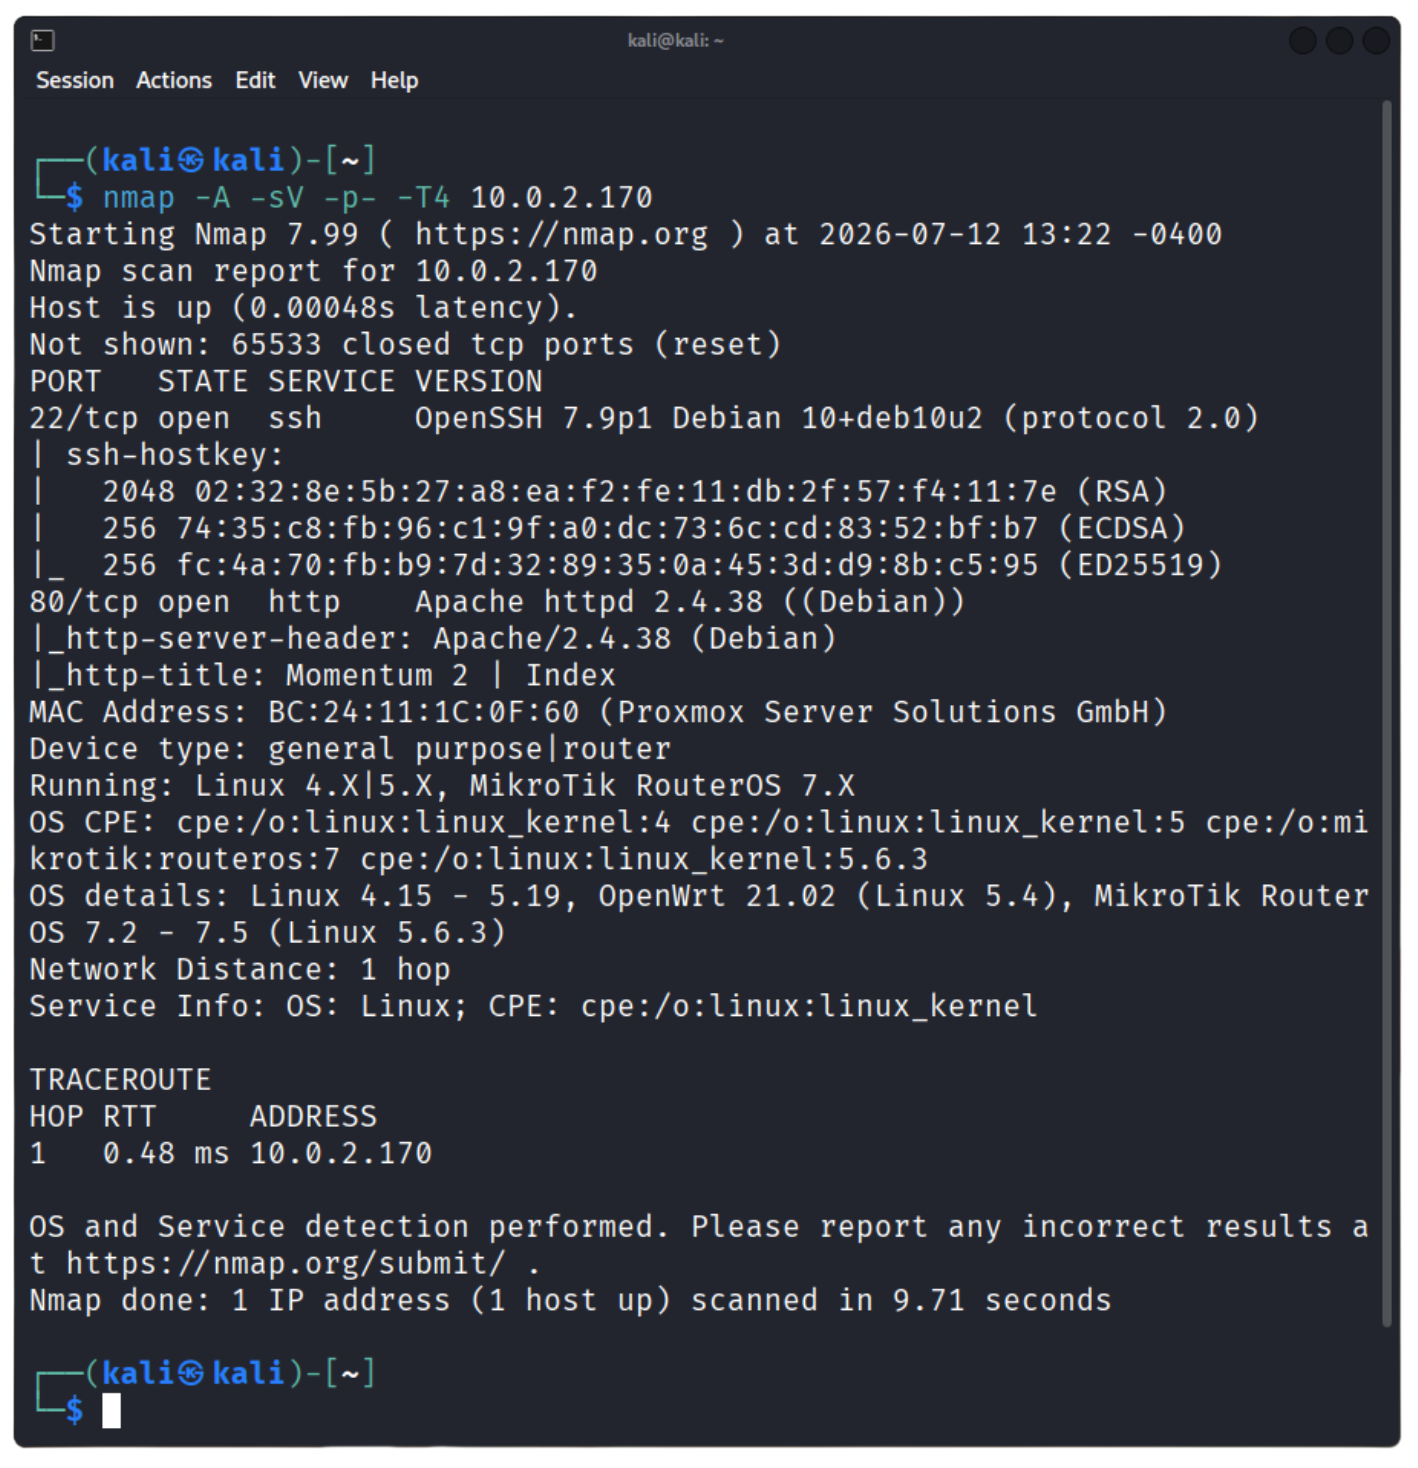 kali@kali: ~
Session Actions Edit View Help
┌──(kali㉿kali)-[~]
└─$ nmap -A -sV -p- -T4 10.0.2.170
Starting Nmap 7.99 ( https://nmap.org ) at 2026-07-12 13:22 -0400
Nmap scan report for 10.0.2.170
Host is up (0.00048s latency).
Not shown: 65533 closed tcp ports (reset)
PORT   STATE SERVICE VERSION
22/tcp open  ssh     OpenSSH 7.9p1 Debian 10+deb10u2 (protocol 2.0)
| ssh-hostkey:
|   2048 02:32:8e:5b:27:a8:ea:f2:fe:11:db:2f:57:f4:11:7e (RSA)
|   256 74:35:c8:fb:96:c1:9f:a0:dc:73:6c:cd:83:52:bf:b7 (ECDSA)
|_  256 fc:4a:70:fb:b9:7d:32:89:35:0a:45:3d:d9:8b:c5:95 (ED25519)
80/tcp open  http    Apache httpd 2.4.38 ((Debian))
|_http-server-header: Apache/2.4.38 (Debian)
|_http-title: Momentum 2 | Index
MAC Address: BC:24:11:1C:0F:60 (Proxmox Server Solutions GmbH)
Device type: general purpose|router
Running: Linux 4.X|5.X, MikroTik RouterOS 7.X
OS CPE: cpe:/o:linux:linux_kernel:4 cpe:/o:linux:linux_kernel:5 cpe:/o:mi
krotik:routeros:7 cpe:/o:linux:linux_kernel:5.6.3
OS details: Linux 4.15 - 5.19, OpenWrt 21.02 (Linux 5.4), MikroTik Router
OS 7.2 - 7.5 (Linux 5.6.3)
Network Distance: 1 hop
Service Info: OS: Linux; CPE: cpe:/o:linux:linux_kernel
TRACEROUTE
HOP RTT     ADDRESS
1   0.48 ms 10.0.2.170
OS and Service detection performed. Please report any incorrect results a
t https://nmap.org/submit/ .
Nmap done: 1 IP address (1 host up) scanned in 9.71 seconds
┌──(kali㉿kali)-[~]
└─$